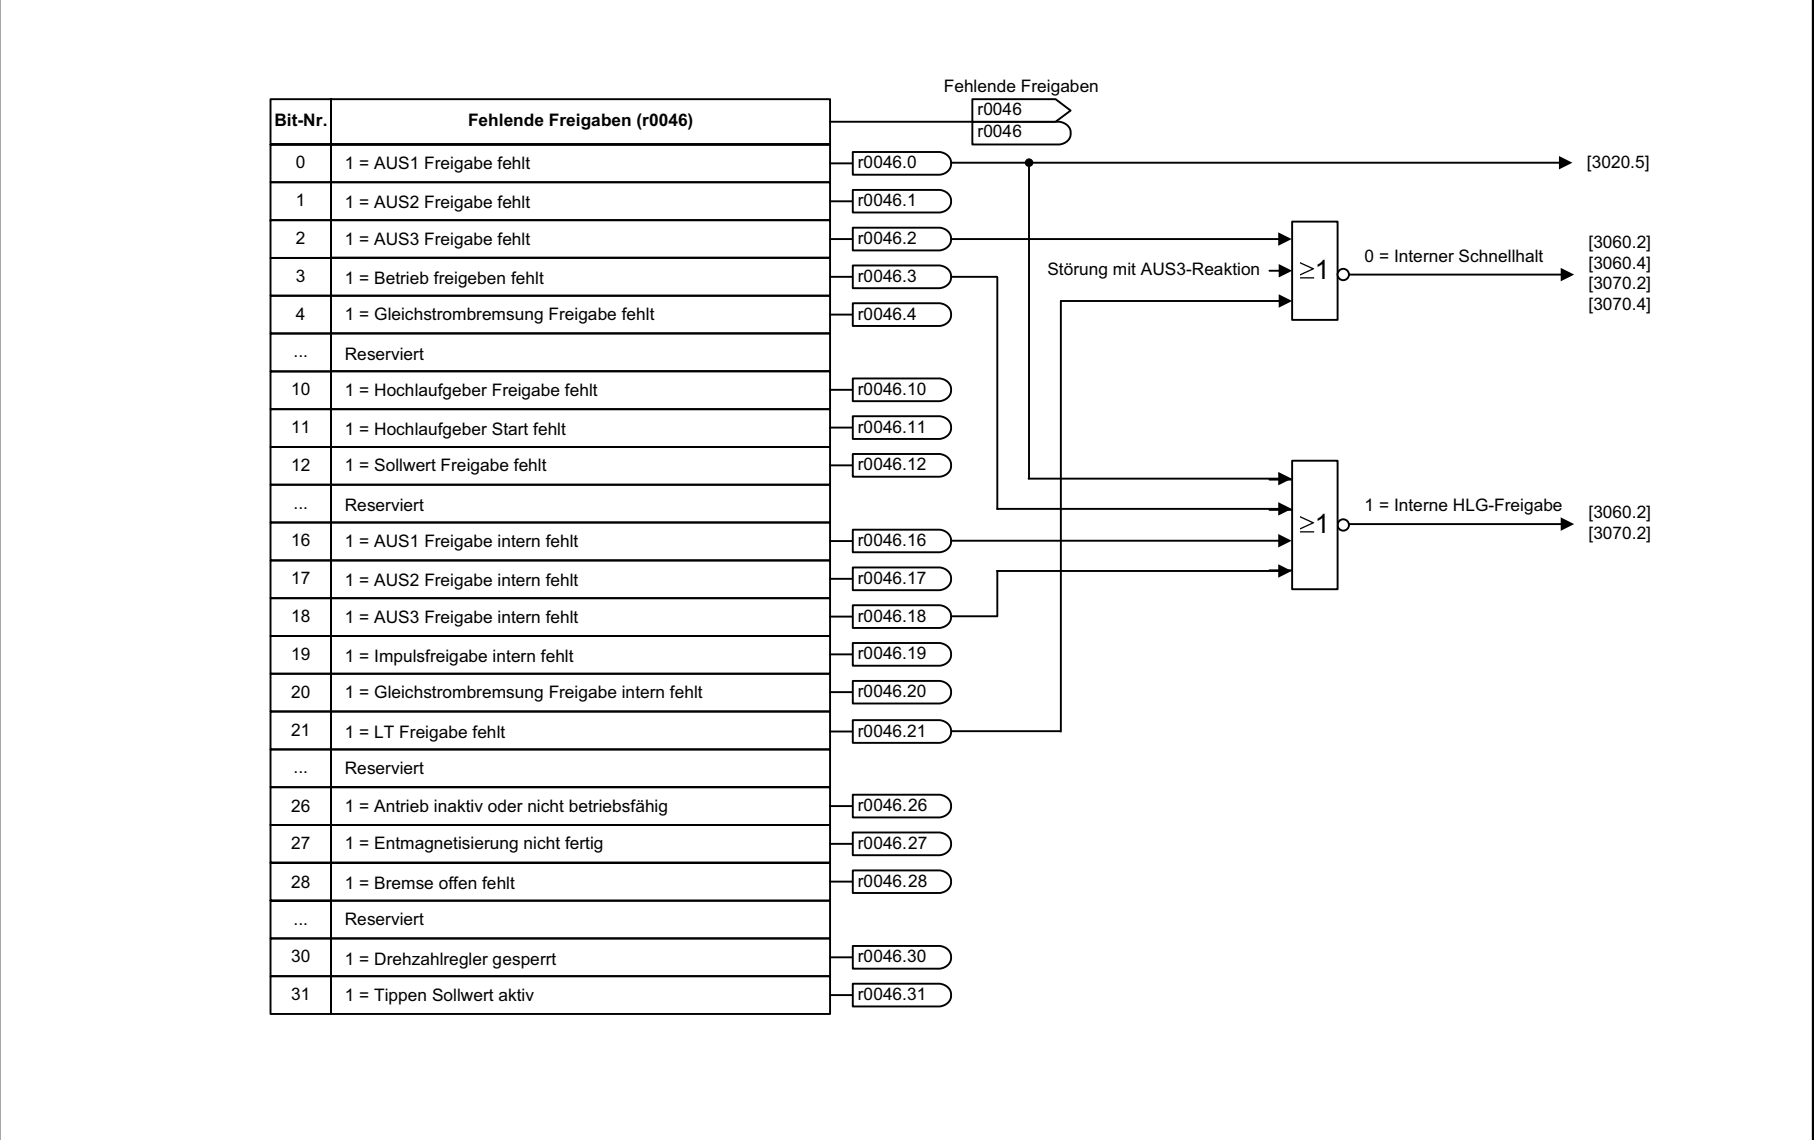 Fehlende Freigaben
r0046
r0046
Bit-Nr. Fehlende Freigaben (r0046)
0 1 = AUS1 Freigabe fehlt r0046.0 [3020.5]
1 1 = AUS2 Freigabe fehlt r0046.1
2 1 = AUS3 Freigabe fehlt r0046.2
3 1 = Betrieb freigeben fehlt r0046.3
4 1 = Gleichstrombremsung Freigabe fehlt r0046.4
... Reserviert
10 1 = Hochlaufgeber Freigabe fehlt r0046.10
11 1 = Hochlaufgeber Start fehlt r0046.11
12 1 = Sollwert Freigabe fehlt r0046.12
... Reserviert
16 1 = AUS1 Freigabe intern fehlt r0046.16
17 1 = AUS2 Freigabe intern fehlt r0046.17
18 1 = AUS3 Freigabe intern fehlt r0046.18
19 1 = Impulsfreigabe intern fehlt r0046.19
20 1 = Gleichstrombremsung Freigabe intern fehlt r0046.20
21 1 = LT Freigabe fehlt r0046.21
... Reserviert
26 1 = Antrieb inaktiv oder nicht betriebsfähig r0046.26
27 1 = Entmagnetisierung nicht fertig r0046.27
28 1 = Bremse offen fehlt r0046.28
... Reserviert
30 1 = Drehzahlregler gesperrt r0046.30
31 1 = Tippen Sollwert aktiv r0046.31
Störung mit AUS3-Reaktion
≥1
0 = Interner Schnellhalt
[3060.2]
[3060.4]
[3070.2]
[3070.4]
≥1
1 = Interne HLG-Freigabe
[3060.2]
[3070.2]